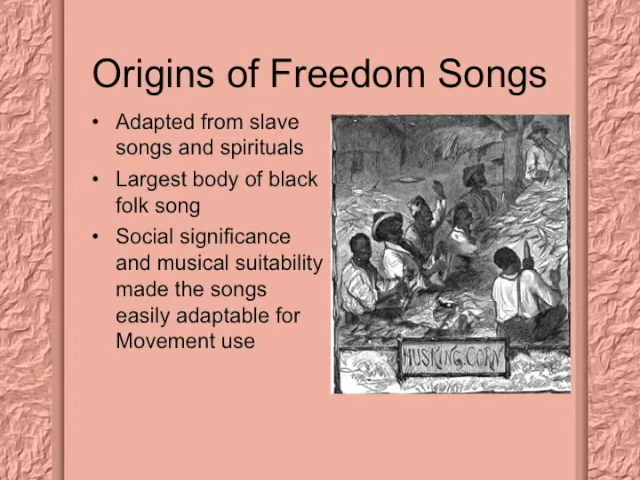 Origins of Freedom Songs
• Adapted from slave
songs and spirituals
• Largest body of black
folk song
• Social significance
and musical suitability
made the songs
easily adaptable for
Movement use
HUSKING CORN